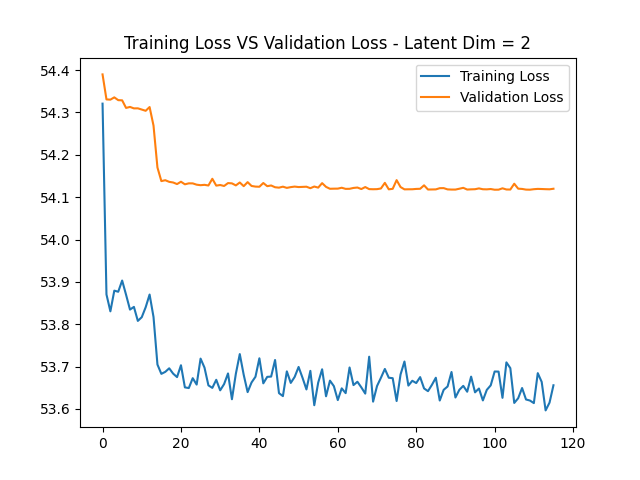 Training Loss VS Validation Loss - Latent Dim = 2
Training Loss
Validation Loss
54.4
54.3
54.2
54.1
54.0
53.9
53.8
53.7
53.6
0 20 40 60 80 100 120